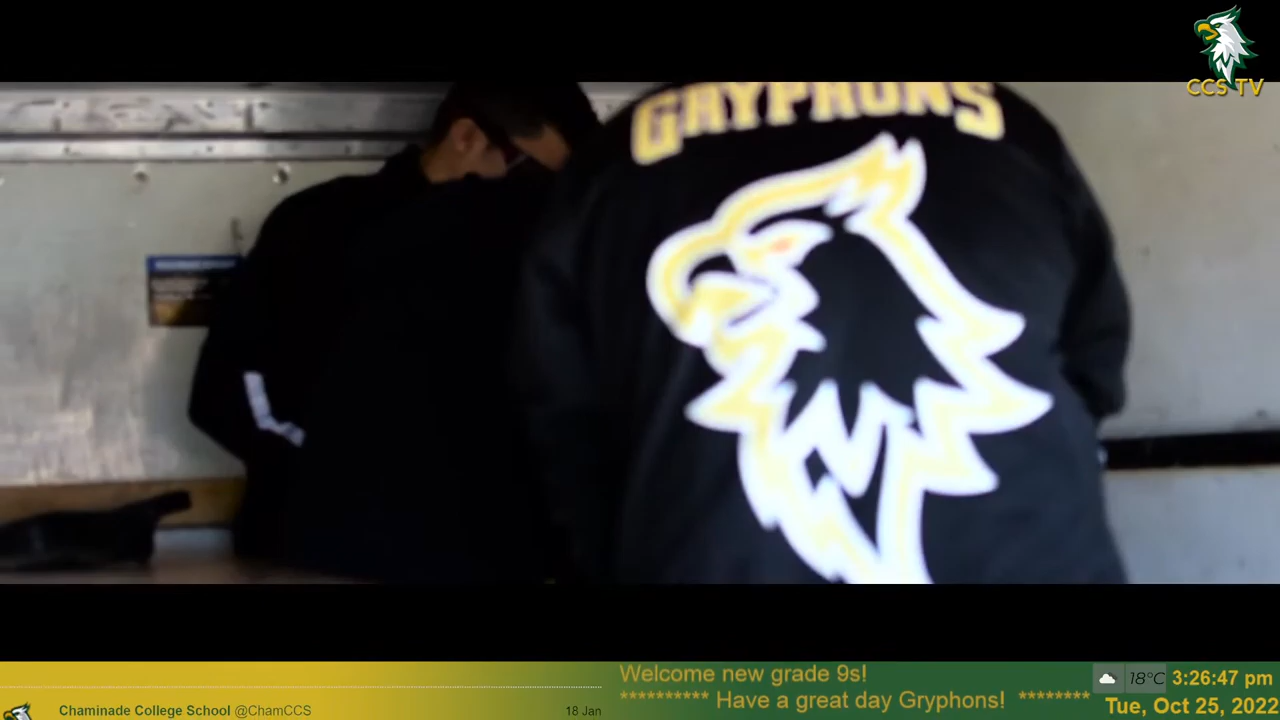 CCS TV
GRYPHONS
Welcome new grade 9s!
********** Have a great day Gryphons! ********
18°C
3:26:47 pm
Tue, Oct 25, 2022
Chaminade College School @ChamCCS
18 Jan